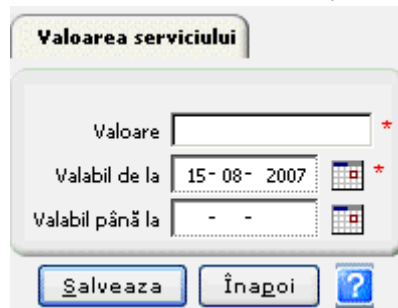 Valoarea serviciului
Valoare *
Valabil de la 15- 08- 2007 *
Valabil până la - -
Salveaza Înapoi ?